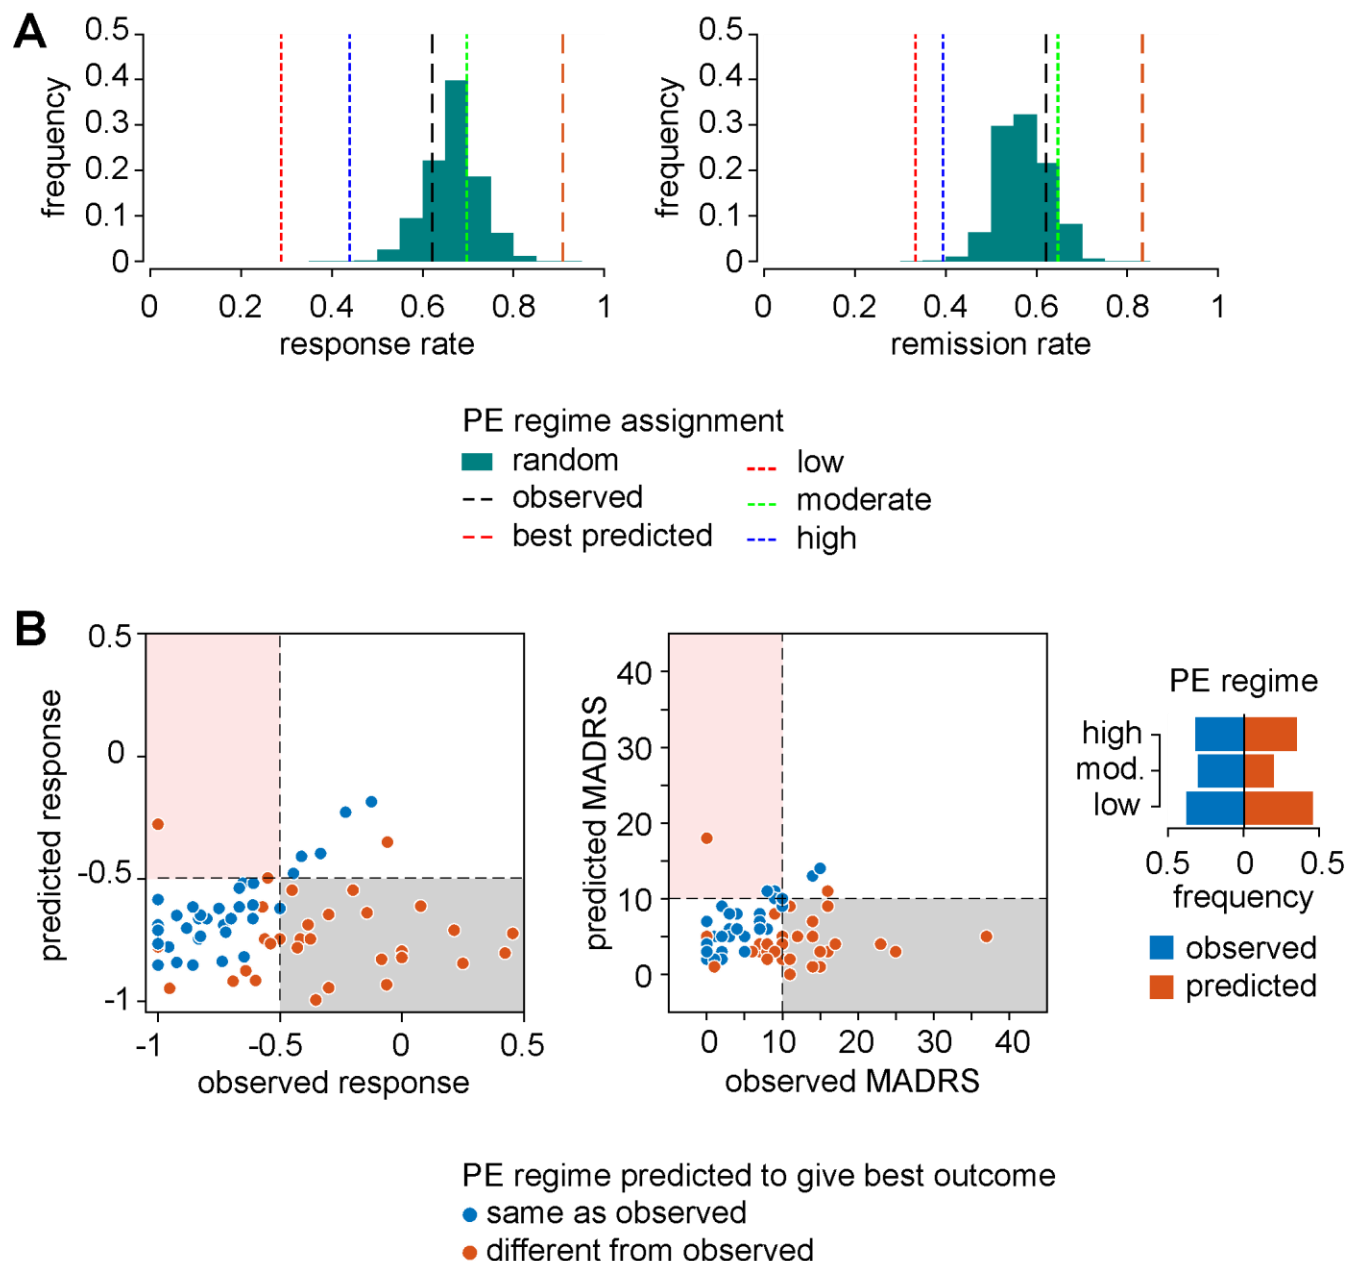 A
0.5
0.4
0.3
0.2
0.1
0
frequency
0 0.2 0.4 0.6 0.8 1
response rate
0.5
0.4
0.3
0.2
0.1
0
frequency
0 0.2 0.4 0.6 0.8 1
remission rate
PE regime assignment
random
observed
best predicted
low
moderate
high
B
0.5
0
-0.5
-1
predicted response
-1 -0.5 0 0.5
observed response
40
30
20
10
0
predicted MADRS
0 10 20 30 40
observed MADRS
PE regime
high
mod.
low
0.5 0 0.5
frequency
observed
predicted
PE regime predicted to give best outcome
same as observed
different from observed